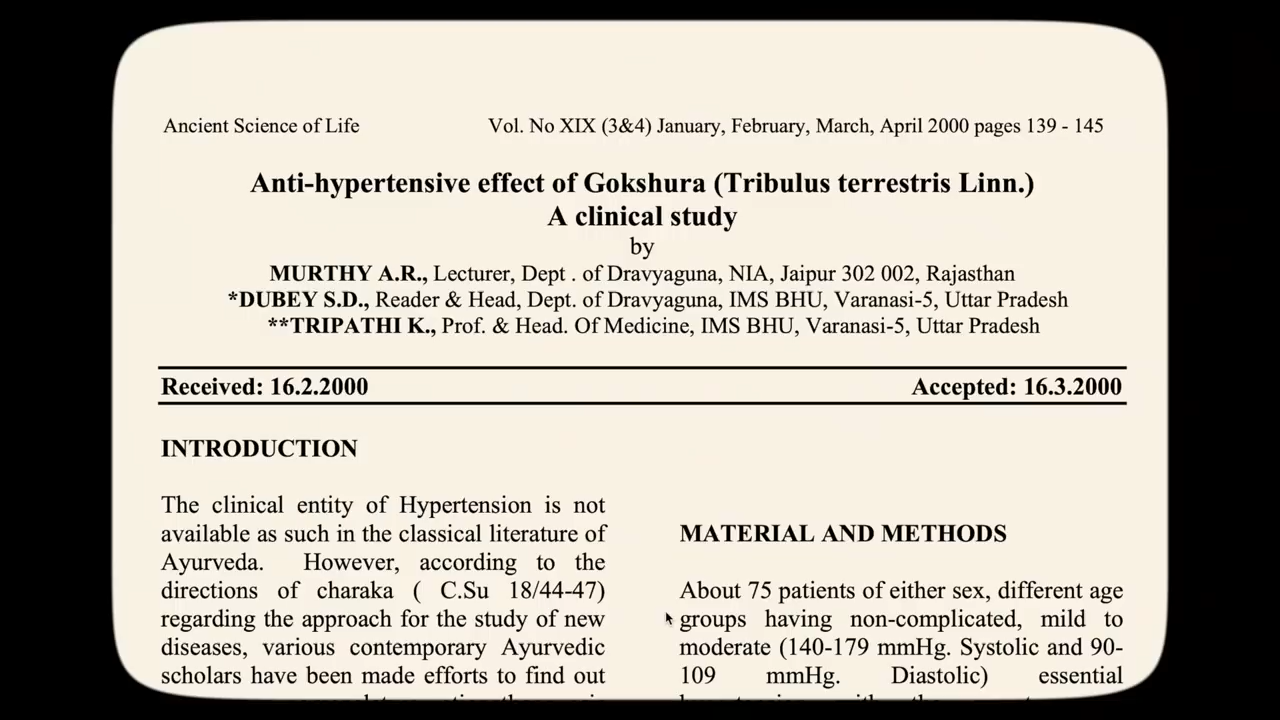 Ancient Science of Life Vol. No XIX (3&4) January, February, March, April 2000 pages 139 - 145
Anti-hypertensive effect of Gokshura (Tribulus terrestris Linn.)
A clinical study
by
MURTHY A.R., Lecturer, Dept . of Dravyaguna, NIA, Jaipur 302 002, Rajasthan
*DUBEY S.D., Reader & Head, Dept. of Dravyaguna, IMS BHU, Varanasi-5, Uttar Pradesh
**TRIPATHI K., Prof. & Head. Of Medicine, IMS BHU, Varanasi-5, Uttar Pradesh
Received: 16.2.2000 Accepted: 16.3.2000
INTRODUCTION
The clinical entity of Hypertension is not
available as such in the classical literature of
Ayurveda. However, according to the
directions of charaka ( C.Su 18/44-47)
regarding the approach for the study of new
diseases, various contemporary Ayurvedic
scholars have been made efforts to find out
MATERIAL AND METHODS
About 75 patients of either sex, different age
groups having non-complicated, mild to
moderate (140-179 mmHg. Systolic and 90-
109 mmHg. Diastolic) essential